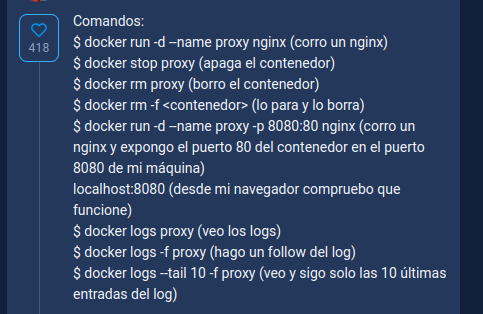 Comandos:
418
$ docker run -d --name proxy nginx (corro un nginx)
$ docker stop proxy (apaga el contenedor)
$ docker rm proxy (borro el contenedor)
$ docker rm -f <contenedor> (lo para y lo borra)
$ docker run -d --name proxy -p 8080:80 nginx (corro un
nginx y expongo el puerto 80 del contenedor en el puerto
8080 de mi máquina)
localhost:8080 (desde mi navegador compruebo que
funcione)
$ docker logs proxy (veo los logs)
$ docker logs -f proxy (hago un follow del log)
$ docker logs --tail 10 -f proxy (veo y sigo solo las 10 últimas
entradas del log)